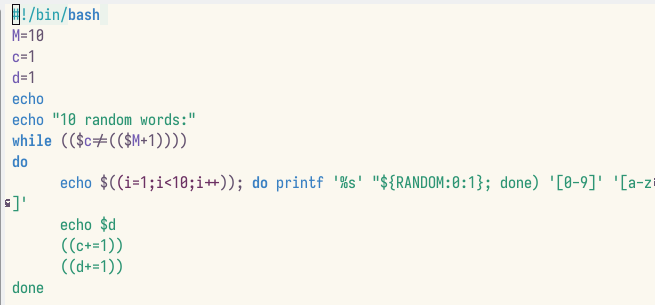 #!/bin/bash
M=10
c=1
d=1
echo
echo "10 random words:"
while (($c!=(($M+1))))
do
echo $((i=1;i<10;i++)); do printf '%s' "${RANDOM:0:1}; done) '[0-9]' '[a-z
]'
echo $d
((c+=1))
((d+=1))
done